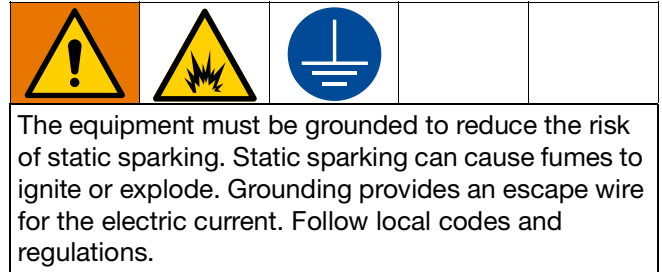 The equipment must be grounded to reduce the risk
of static sparking. Static sparking can cause fumes to
ignite or explode. Grounding provides an escape wire
for the electric current. Follow local codes and
regulations.